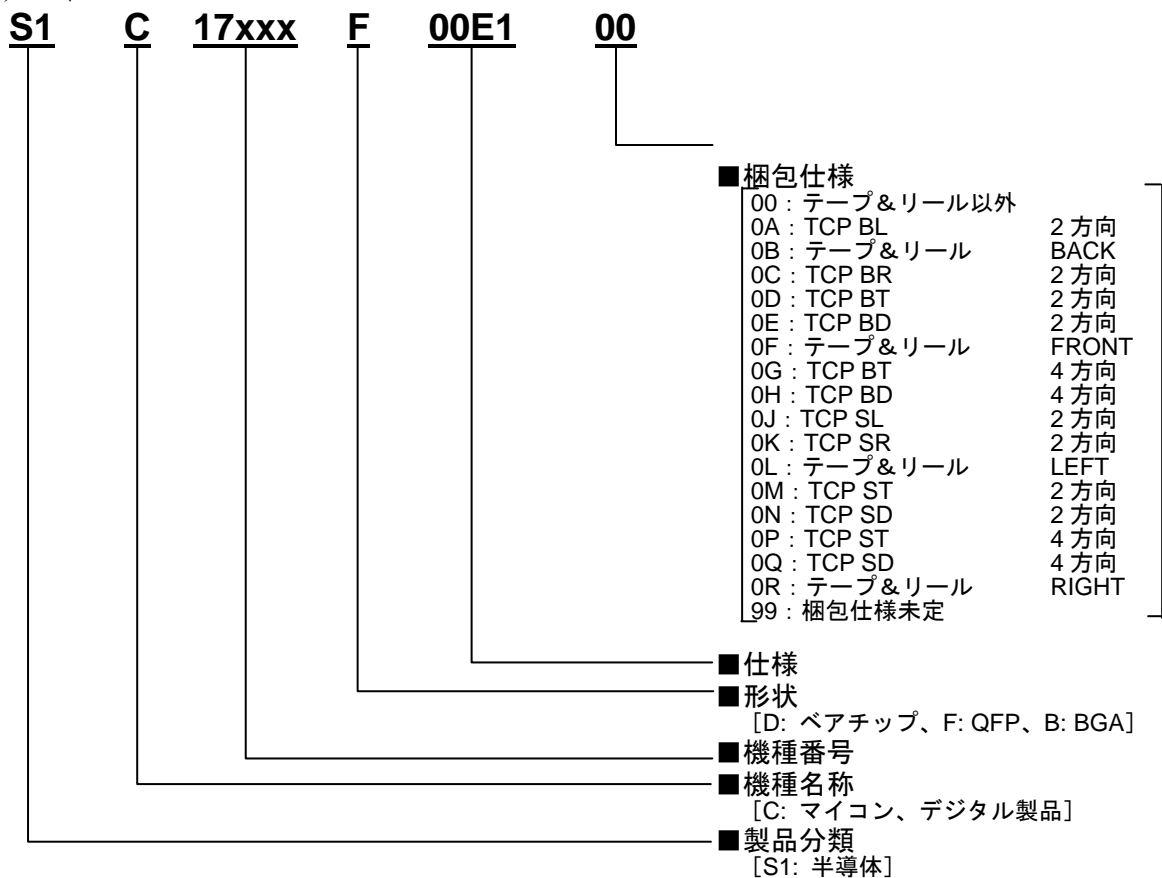 S1 C 17xxx F 00E1 00
■梱包仕様
00：テープ＆リール以外
0A：TCP BL 2方向
0B：テープ＆リール BACK
0C：TCP BR 2方向
0D：TCP BT 2方向
0E：TCP BD 2方向
0F：テープ＆リール FRONT
0G：TCP BT 4方向
0H：TCP BD 4方向
0J：TCP SL 2方向
0K：TCP SR 2方向
0L：テープ＆リール LEFT
0M：TCP ST 2方向
0N：TCP SD 2方向
0P：TCP ST 4方向
0Q：TCP SD 4方向
0R：テープ＆リール RIGHT
99：梱包仕様未定
■仕様
■形状
［D: ベアチップ、F: QFP、B: BGA］
■機種番号
■機種名称
［C: マイコン、デジタル製品］
■製品分類
［S1: 半導体］